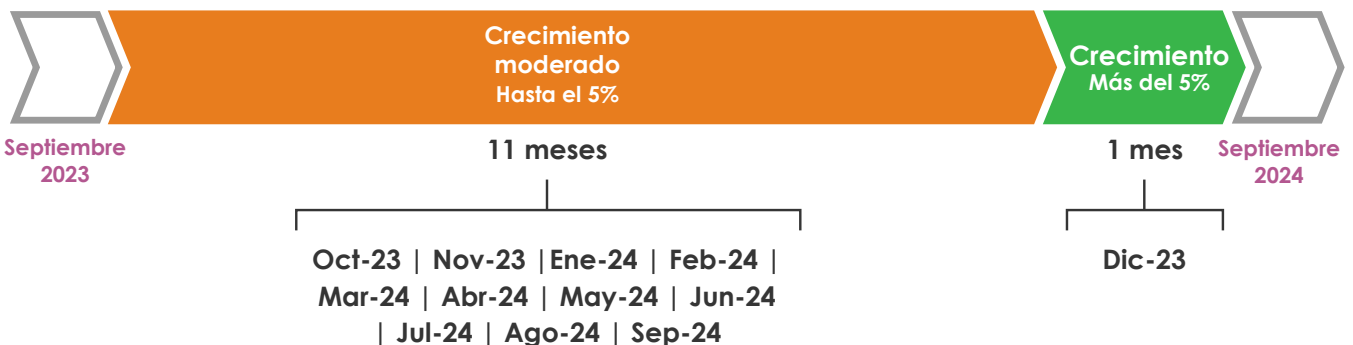 Crecimiento
moderado
Hasta el 5%
Crecimiento
Más del 5%
Septiembre
2023
11 meses
1 mes
Septiembre
2024
Oct-23 | Nov-23 |Ene-24 | Feb-24 |
Mar-24 | Abr-24 | May-24 | Jun-24
| Jul-24 | Ago-24 | Sep-24
Dic-23